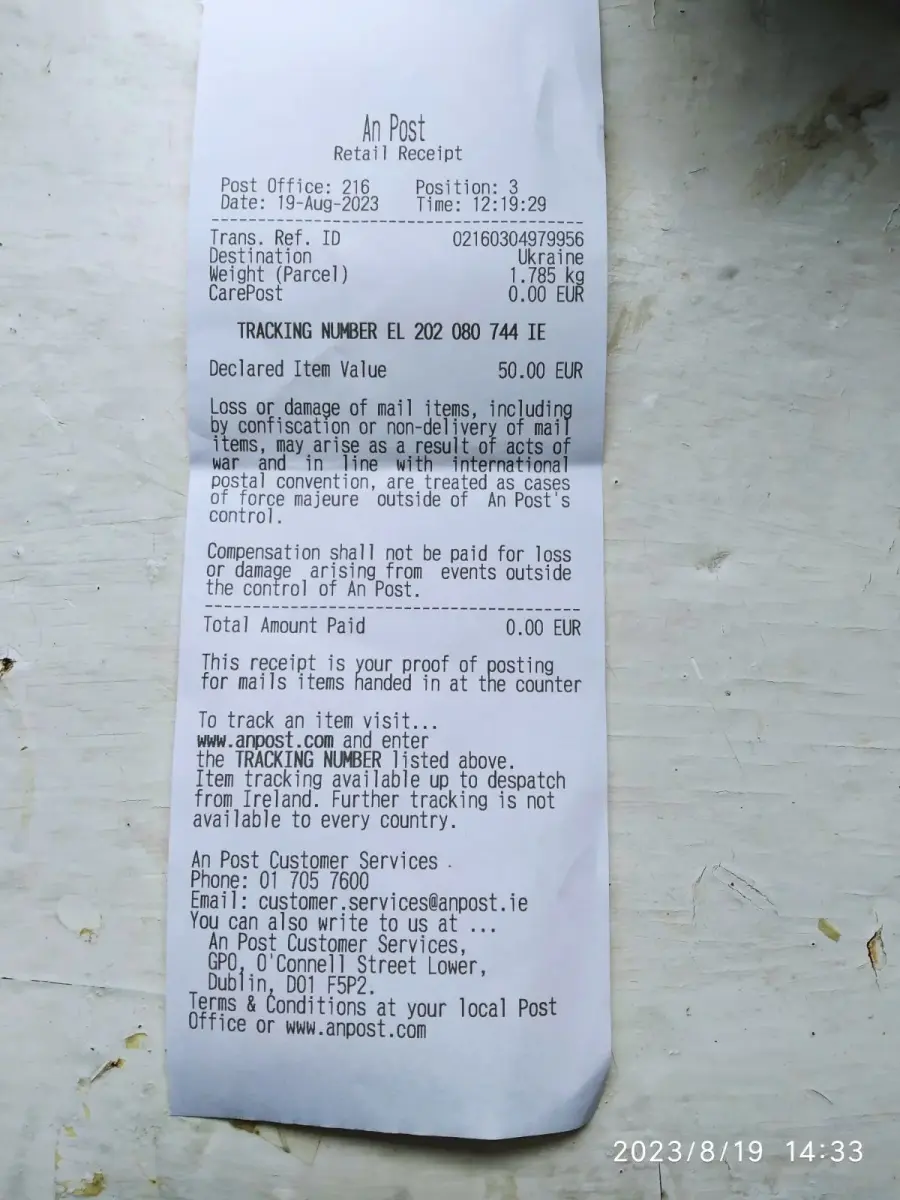 An Post
Retail Receipt
Post Office: 216 Position: 3
Date: 19-Aug-2023 Time: 12:19:29
Trans. Ref. ID 02160304979956
Destination Ukraine
Weight (Parcel) 1.785 kg
CarePost 0.00 EUR
TRACKING NUMBER EL 202 080 744 IE
Declared Item Value 50.00 EUR
Loss or damage of mail items, including
by confiscation or non-delivery of mail
items, may arise as a result of acts of
war and in line with international
postal convention, are treated as cases
of force majeure outside of An Post's
control.
Compensation shall not be paid for loss
or damage arising from events outside
the control of An Post.
Total Amount Paid 0.00 EUR
This receipt is your proof of posting
for mails items handed in at the counter
To track an item visit...
www.anpost.com and enter
the TRACKING NUMBER listed above.
Item tracking available up to despatch
from Ireland. Further tracking is not
available to every country.
An Post Customer Services
Phone: 01 705 7600
Email: customer.services@anpost.ie
You can also write to us at ...
An Post Customer Services,
GPO, O'Connell Street Lower,
Dublin, D01 F5P2.
Terms & Conditions at your local Post
Office or www.anpost.com
2023/8/19 14:33